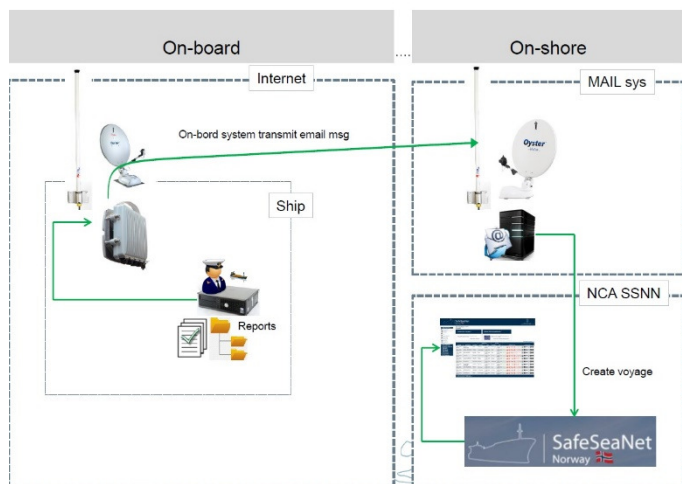 On-board
On-shore
Internet
MAIL sys
On-bord system transmit email msg
Oyster
Ship
Reports
NCA SSNN
Create voyage
SafeSeaNet
Norway